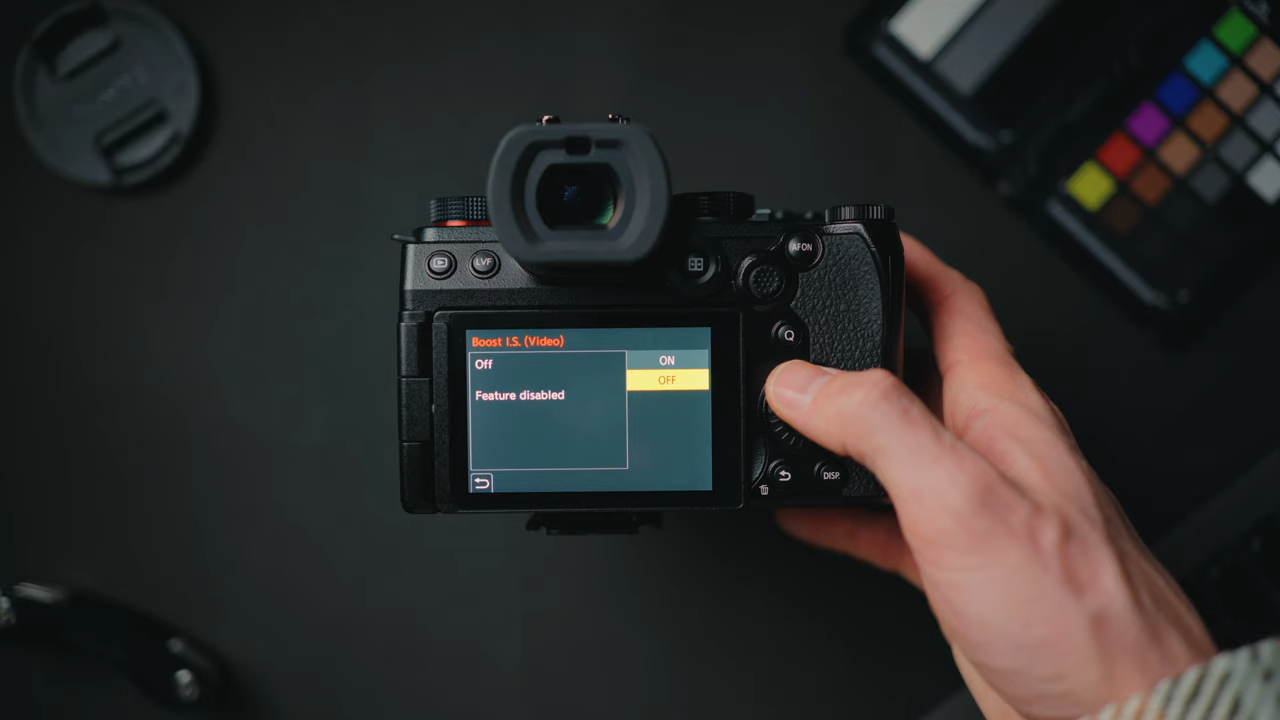 AFON
LVF
Q
Boost I.S. (Video)
Off
ON
OFF
Feature disabled
DISP.